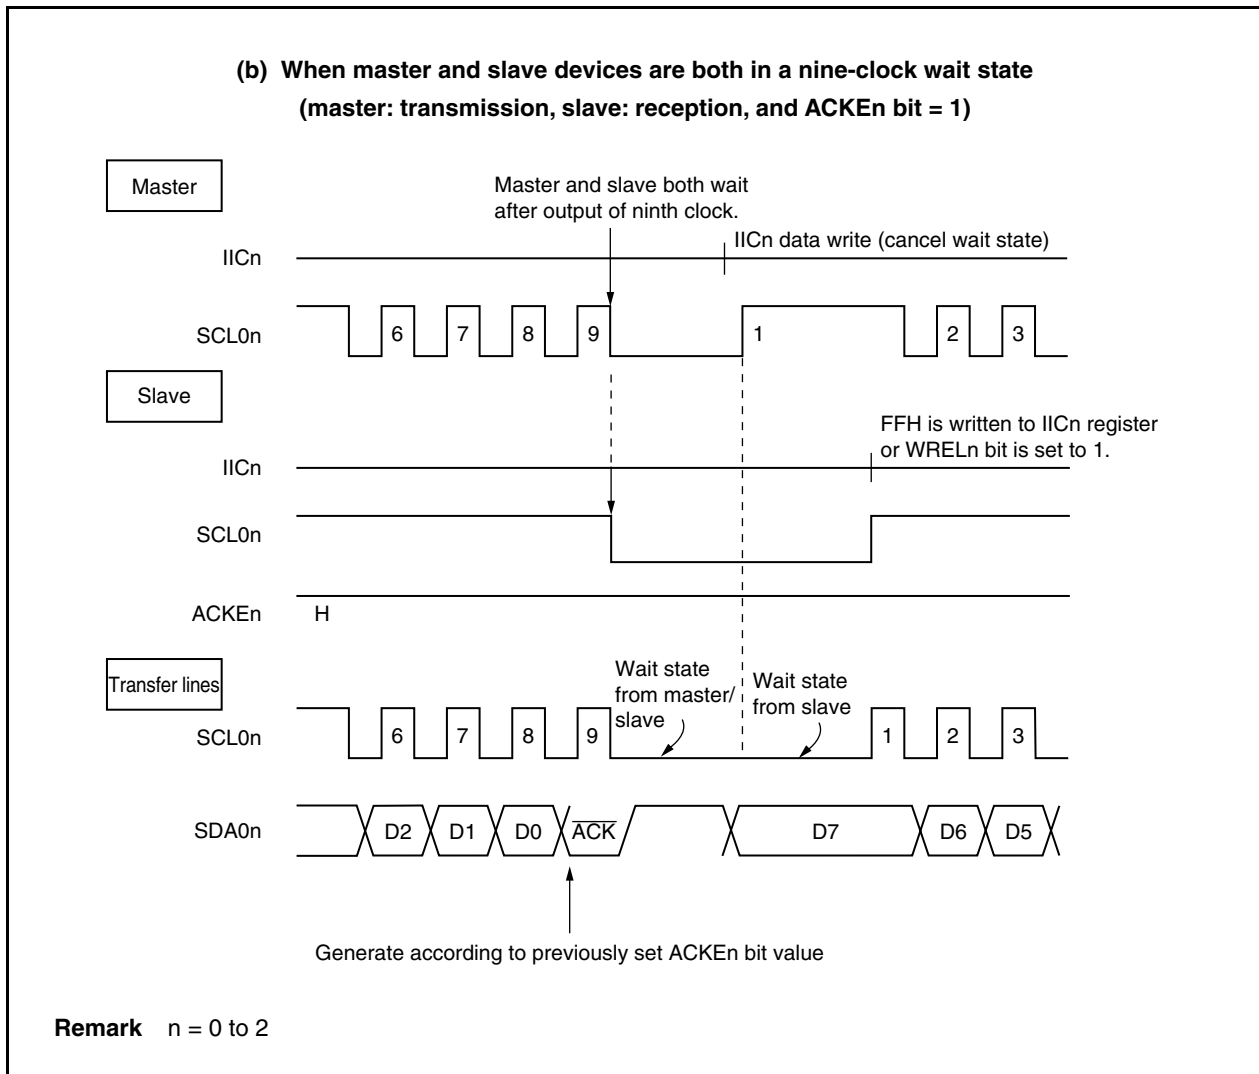 (b) When master and slave devices are both in a nine-clock wait state
(master: transmission, slave: reception, and ACKEn bit = 1)
Master
Master and slave both wait
after output of ninth clock.
IICn
IICn data write (cancel wait state)
SCL0n
6 7 8 9 1 2 3
Slave
FFH is written to IICn register
or WRELn bit is set to 1.
IICn
SCL0n
ACKEn
H
Transfer lines
Wait state
from master/
slave
Wait state
from slave
SCL0n
6 7 8 9 1 2 3
SDA0n
D2 D1 D0 ACK D7 D6 D5
Generate according to previously set ACKEn bit value
Remark n = 0 to 2